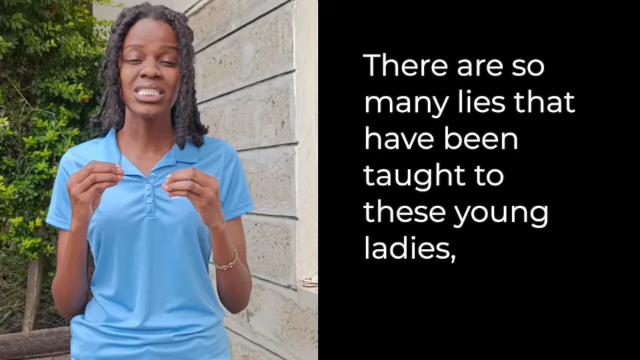 There are so
many lies that
have been
taught to
these young
ladies,